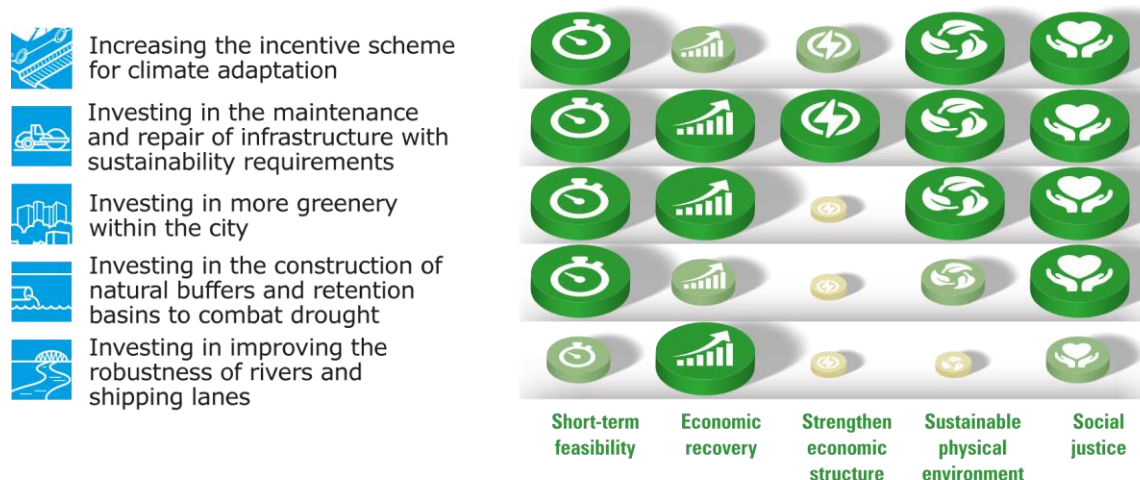 Increasing the incentive scheme
for climate adaptation
Investing in the maintenance
and repair of infrastructure with
sustainability requirements
Investing in more greenery
within the city
Investing in the construction of
natural buffers and retention
basins to combat drought
Investing in improving the
robustness of rivers and
shipping lanes
Short-term
feasibility
Economic
recovery
Strengthen
economic
structure
Sustainable
physical
environment
Social
justice